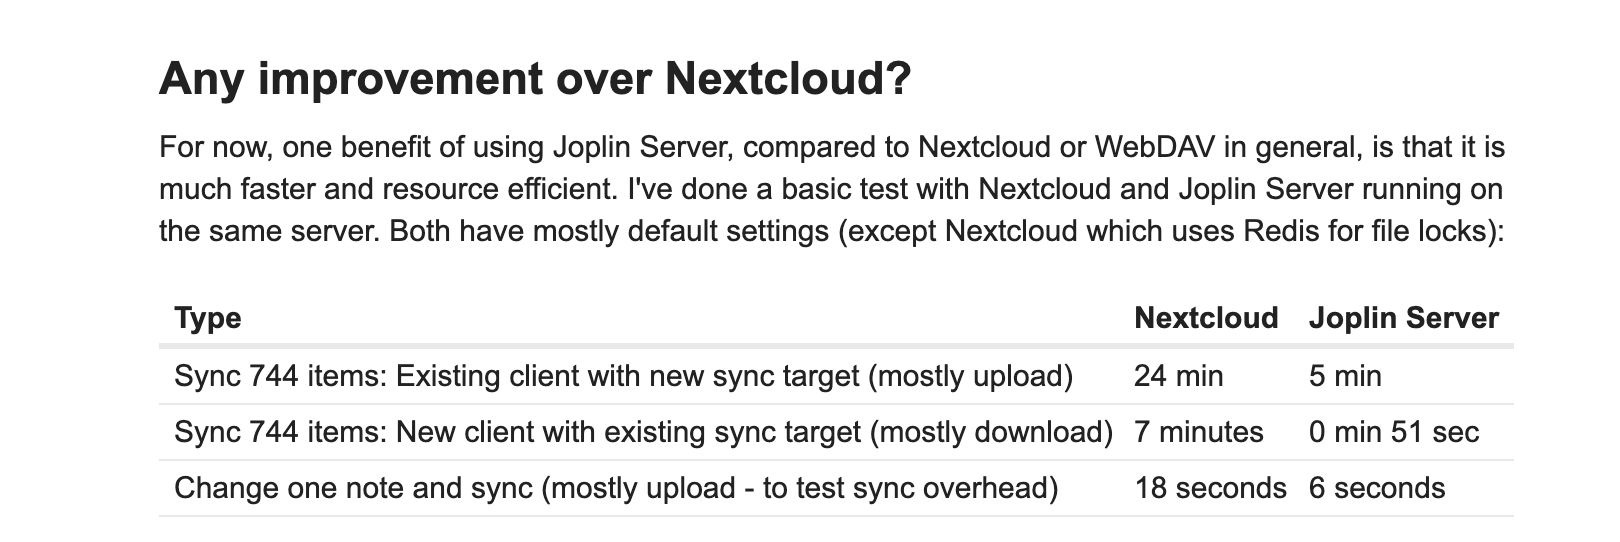 Any improvement over Nextcloud?
For now, one benefit of using Joplin Server, compared to Nextcloud or WebDAV in general, is that it is
much faster and resource efficient. I've done a basic test with Nextcloud and Joplin Server running on
the same server. Both have mostly default settings (except Nextcloud which uses Redis for file locks):
Type Nextcloud Joplin Server
Sync 744 items: Existing client with new sync target (mostly upload) 24 min 5 min
Sync 744 items: New client with existing sync target (mostly download) 7 minutes 0 min 51 sec
Change one note and sync (mostly upload - to test sync overhead) 18 seconds 6 seconds